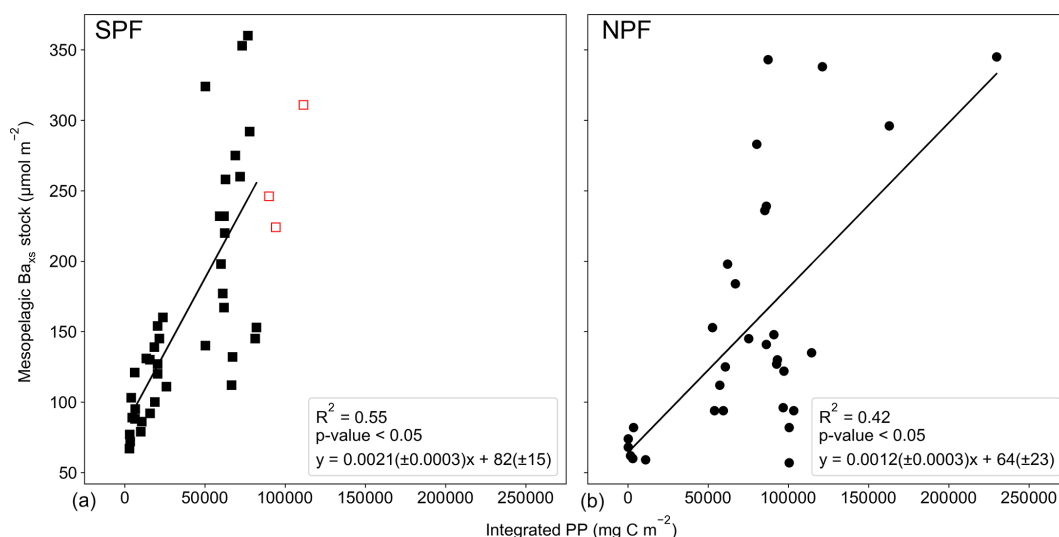 SPF
NPF
350
300
250
200
150
100
50
Mesopelagic Baxs stock (μmol m−2)
R2 = 0.55
p-value < 0.05
y = 0.0021(±0.0003)x + 82(±15)
R2 = 0.42
p-value < 0.05
y = 0.0012(±0.0003)x + 64(±23)
(a)
(b)
0 50000 100000 150000 200000 250000
0 50000 100000 150000 200000 250000
Integrated PP (mg C m−2)